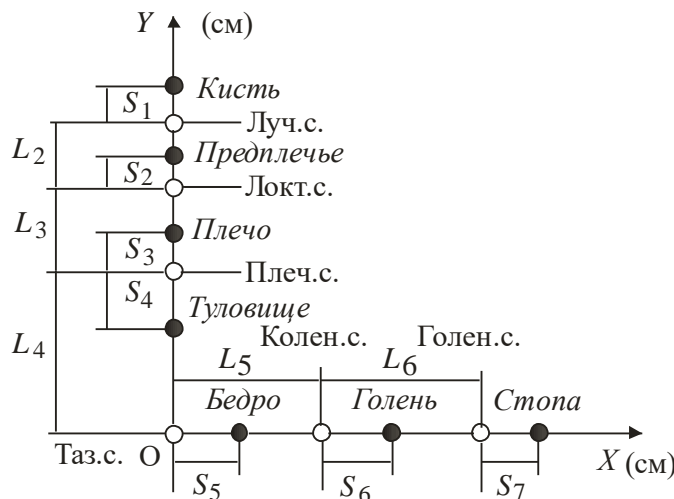 Y (см)
Кисть
S1
Луч.с.
L2
Предплечье
S2
Локт.с.
L3
Плечо
S3
Плеч.с.
S4
Туловище
L4
Колен.с. Голен.с.
L5 L6
Бедро Голень Стопа
Таз.с. O X (см)
S5 S6 S7